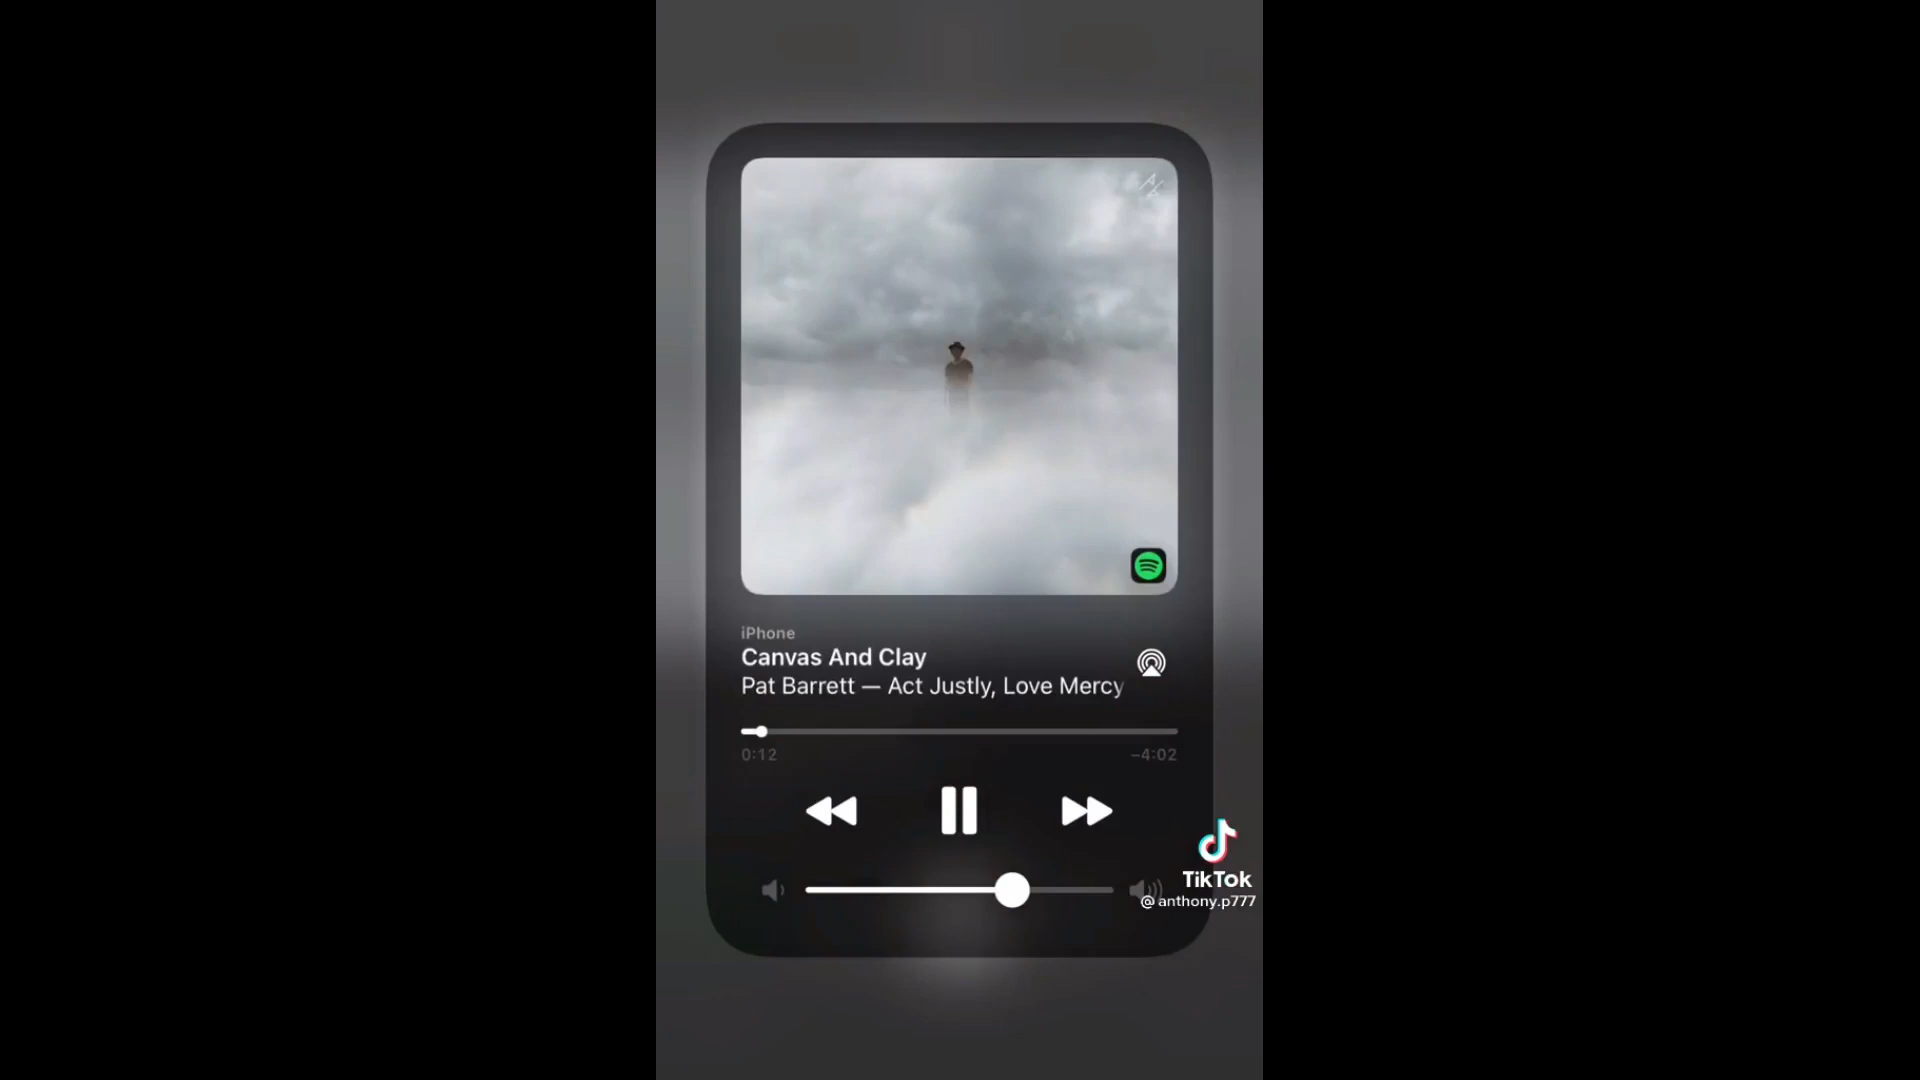 iPhone
Canvas And Clay
Pat Barrett — Act Justly, Love Mercy
0:12
–4:02
TikTok
@anthony.p777